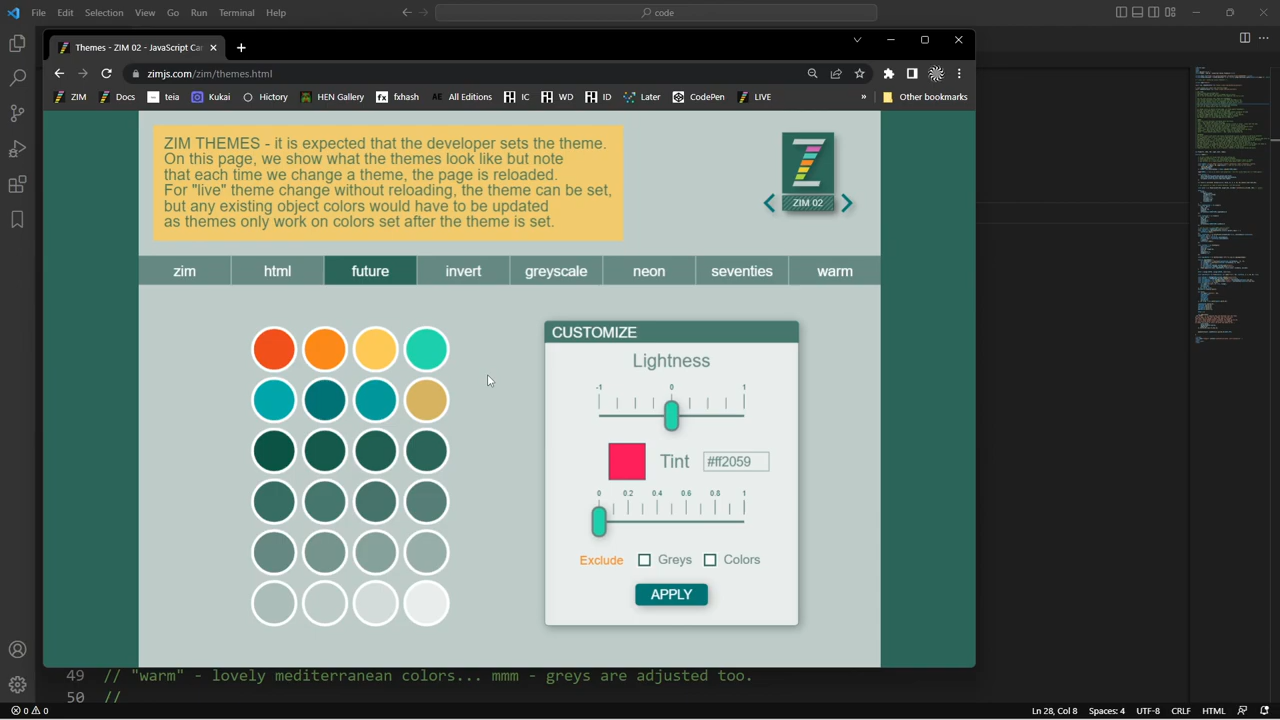 File Edit Selection View Go Run Terminal Help
code
Themes - ZIM 02 - JavaScript Ca
zimjs.com/zim/themes.html
ZIM Docs teia Kukai History fxhash All Editions WD ID Later CodePen LIVE » Other
ZIM THEMES - it is expected that the developer sets the theme.
On this page, we show what the themes look like but note
that each time we change a theme, the page is reloaded.
For "live" theme change without reloading, the theme can be set,
but any existing object colors would have to be updated
as themes only work on colors set after the theme is set.
ZIM 02
zim html future invert greyscale neon seventies warm
CUSTOMIZE
Lightness
-1 0 1
Tint #ff2059
0 0.2 0.4 0.6 0.8 1
Exclude Greys Colors
APPLY
49 // "warm" - lovely mediterranean colors... mmm - greys are adjusted too.
50 //
0 0 Ln 28, Col 8 Spaces: 4 UTF-8 CRLF HTML